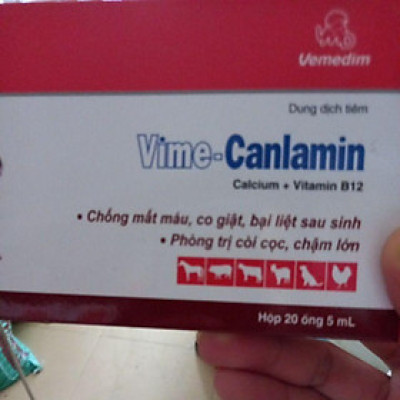 Vemedim
Dung dịch tiêm
Vime-Canlamin
Calcium + Vitamin B12
• Chống mất máu, co giật, bại liệt sau sinh
• Phòng trị còi cọc, chậm lớn
Hộp 20 ống 5 mL